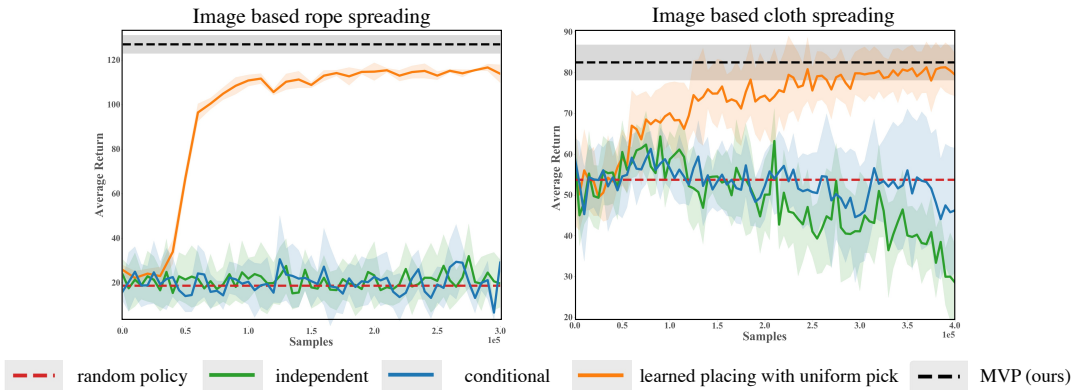 Image based rope spreading
Average Return
120
100
80
60
40
20
0.0 0.5 1.0 1.5 2.0 2.5 3.0
Samples
1e5
Image based cloth spreading
Average Return
90
80
70
60
50
40
30
20
0.0 0.5 1.0 1.5 2.0 2.5 3.0 3.5 4.0
Samples
1e5
random policy independent conditional learned placing with uniform pick MVP (ours)